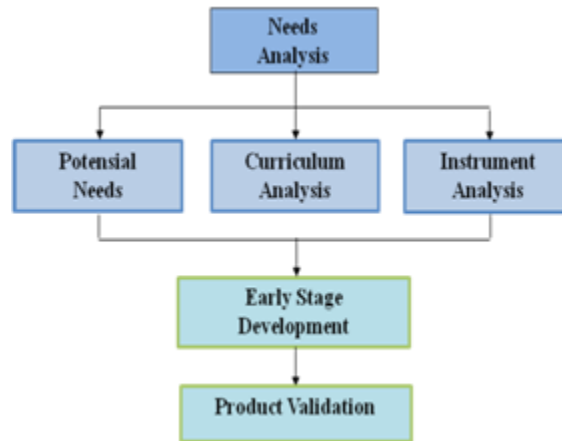 Needs
Analysis
Potensial
Needs
Curriculum
Analysis
Instrument
Analysis
Early Stage
Development
Product Validation